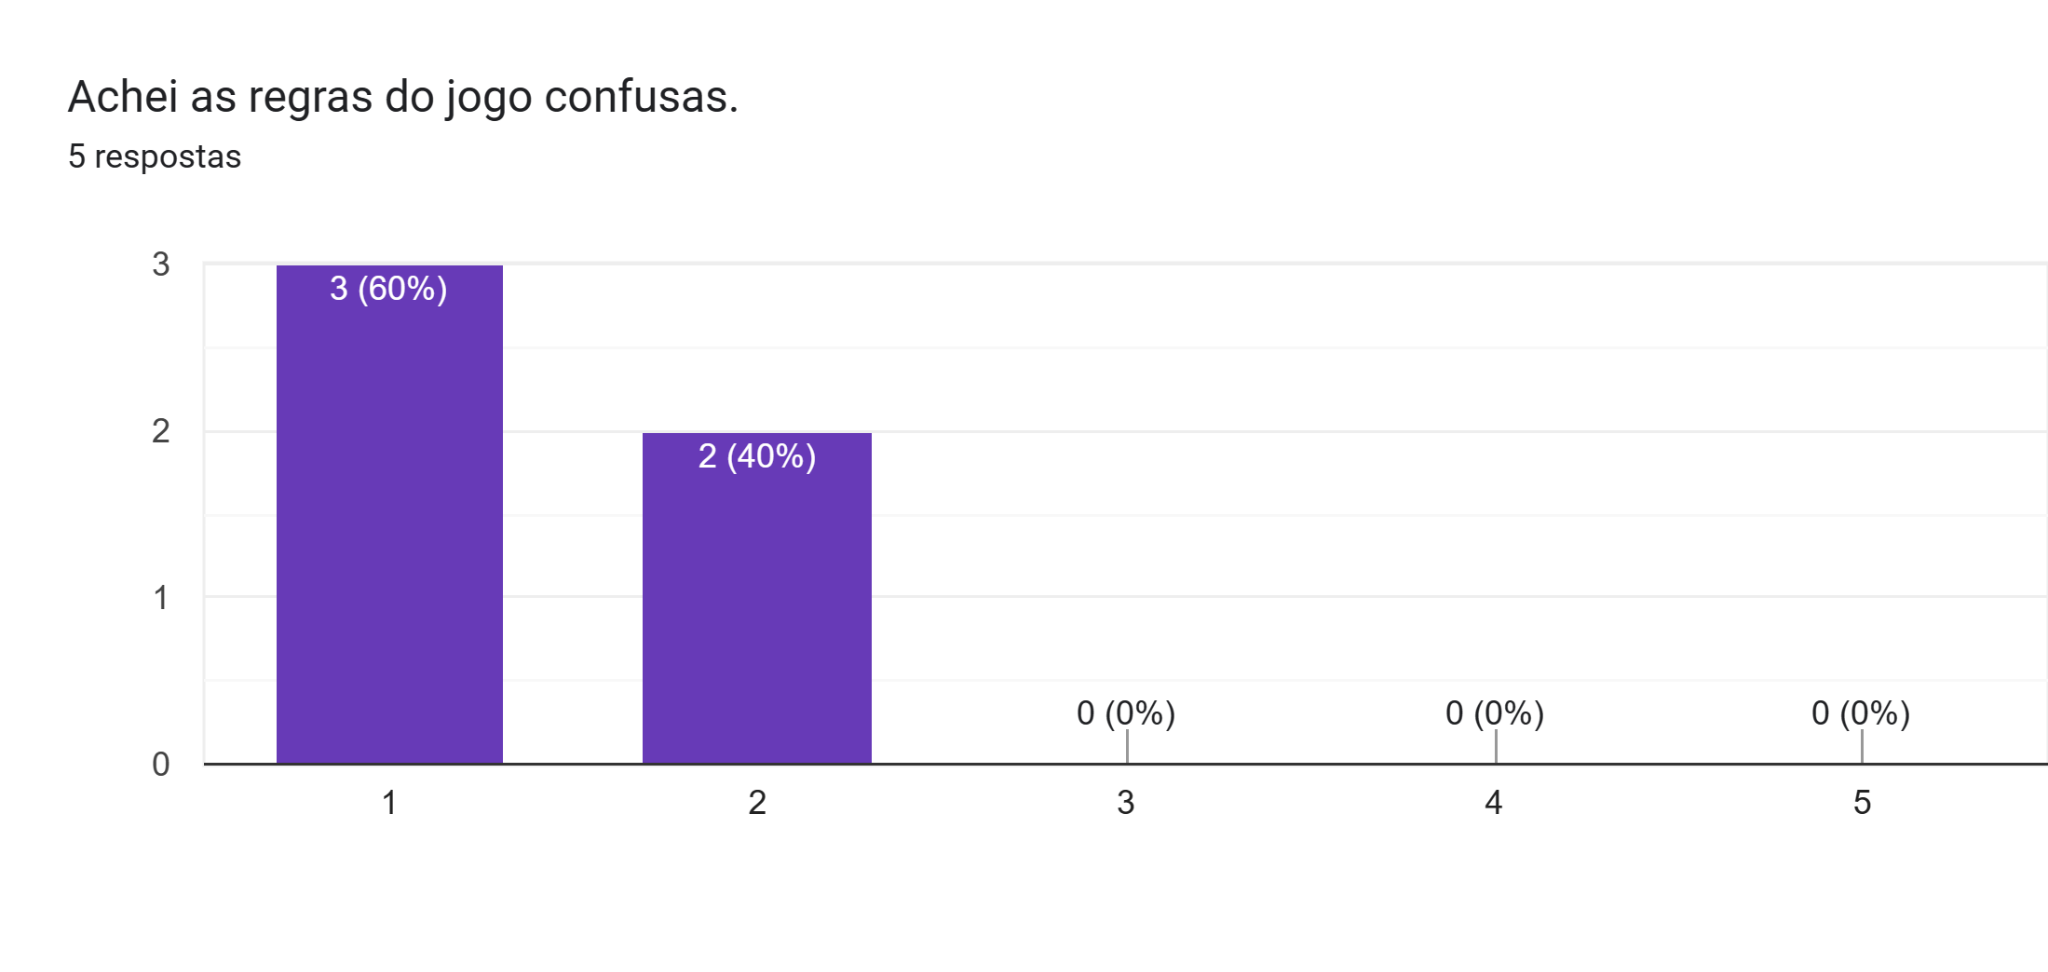 Achei as regras do jogo confusas.
5 respostas
3
3 (60%)
2
2 (40%)
1
0 (0%) 0 (0%) 0 (0%)
0
1 2 3 4 5